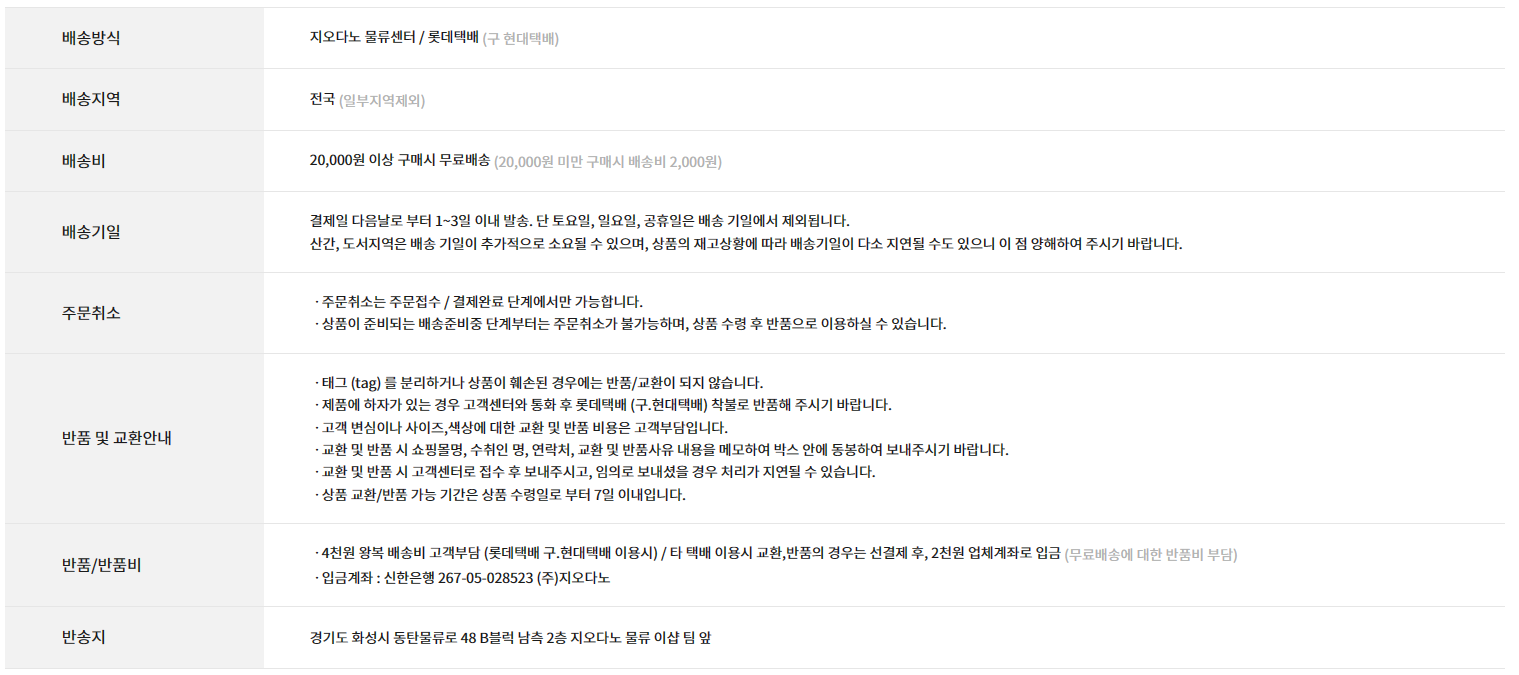 배송방식
지오다노 물류센터 / 롯데택배 (구 현대택배)
배송지역
전국 (일부지역제외)
배송비
20,000원 이상 구매시 무료배송 (20,000원 미만 구매시 배송비 2,000원)
배송기일
결제일 다음날로 부터 1~3일 이내 발송. 단 토요일, 일요일, 공휴일은 배송 기일에서 제외됩니다.
산간, 도서지역은 배송 기일이 추가적으로 소요될 수 있으며, 상품의 재고상황에 따라 배송기일이 다소 지연될 수도 있으니 이 점 양해하여 주시기 바랍니다.
주문취소
· 주문취소는 주문접수 / 결제완료 단계에서만 가능합니다.
· 상품이 준비되는 배송준비중 단계부터는 주문취소가 불가능하며, 상품 수령 후 반품으로 이용하실 수 있습니다.
반품 및 교환안내
· 태그 (tag) 를 분리하거나 상품이 훼손된 경우에는 반품/교환이 되지 않습니다.
· 제품에 하자가 있는 경우 고객센터와 통화 후 롯데택배 (구.현대택배) 착불로 반품해 주시기 바랍니다.
· 고객 변심이나 사이즈,색상에 대한 교환 및 반품 비용은 고객부담입니다.
· 교환 및 반품 시 쇼핑몰명, 수취인 명, 연락처, 교환 및 반품사유 내용을 메모하여 박스 안에 동봉하여 보내주시기 바랍니다.
· 교환 및 반품 시 고객센터로 접수 후 보내주시고, 임의로 보내셨을 경우 처리가 지연될 수 있습니다.
· 상품 교환/반품 가능 기간은 상품 수령일로 부터 7일 이내입니다.
반품/반품비
· 4천원 왕복 배송비 고객부담 (롯데택배 구.현대택배 이용시) / 타 택배 이용시 교환,반품의 경우는 선결제 후, 2천원 업체계좌로 입금 (무료배송에 대한 반품비 부담)
· 입금계좌 : 신한은행 267-05-028523 (주)지오다노
반송지
경기도 화성시 동탄물류로 48 B블럭 남측 2층 지오다노 물류 이샵 팀 앞